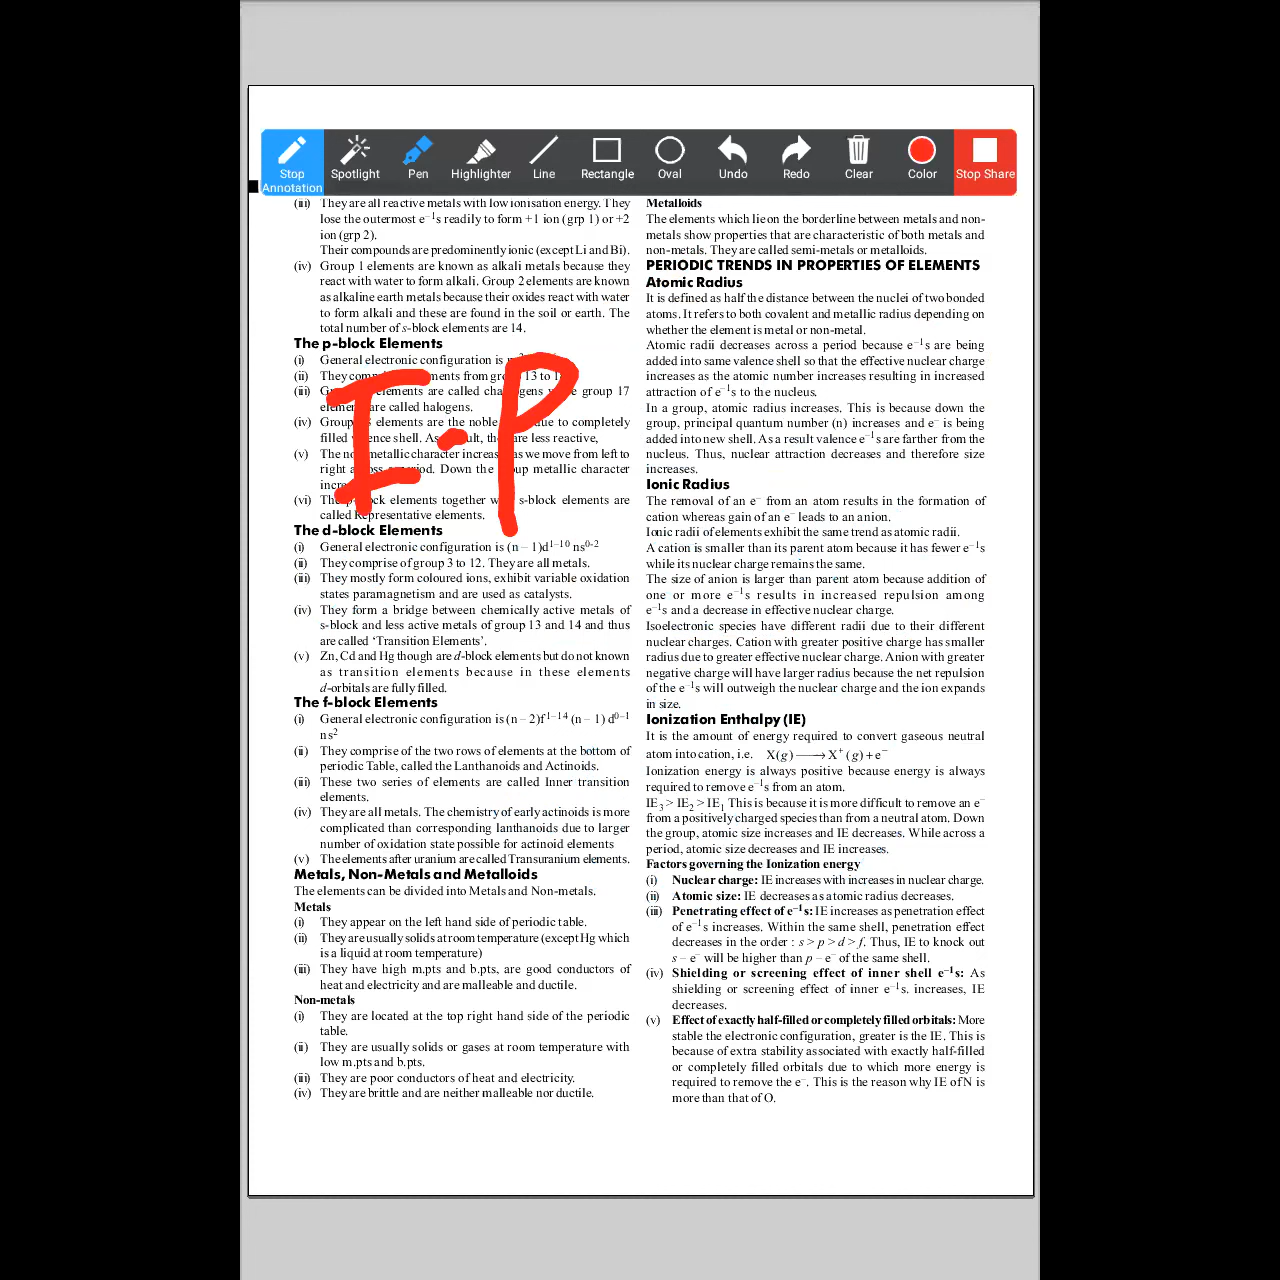 Stop Annotation
Spotlight
Pen
Highlighter
Line
Rectangle
Oval
Undo
Redo
Clear
Color
Stop Share
(iii) They are all reactive metals with low ionisation energy. They
lose the outermost e⁻¹s readily to form +1 ion (grp 1) or +2
ion (grp 2).
Their compounds are predominently ionic (except Li and Be).
(iv) Group 1 elements are known as alkali metals because they
react with water to form alkali. Group 2 elements are known
as alkaline earth metals because their oxides react with water
to form alkali and these are found in the soil or earth. The
total number of s-block elements are 14.
The p-block Elements
(i) General electronic configuration is
(ii) They ments from 13 to
(iii) elements are called group 17
are called halogens.
(iv) elements are the noble due to completely
filled shell. As are less reactive,
(v) The metallic character as we move from left to
right Down the metallic character
(vi) elements together s-block elements are
called Representative elements.
I-P
The d-block Elements
(i) General electronic configuration is (n – 1)d¹⁻¹⁰ ns⁰⁻²
(ii) They comprise of group 3 to 12. They are all metals.
(iii) They mostly form coloured ions, exhibit variable oxidation
states paramagnetism and are used as catalysts.
(iv) They form a bridge between chemically active metals of
s-block and less active metals of group 13 and 14 and thus
are called ‘Transition Elements’.
(v) Zn, Cd and Hg though are d-block elements but do not known
as transition elements because in these elements
d-orbitals are fully filled.
The f-block Elements
(i) General electronic configuration is (n – 2)f¹⁻¹⁴ (n – 1) d⁰⁻¹
ns²
(ii) They comprise of the two rows of elements at the bottom of
periodic Table, called the Lanthanoids and Actinoids.
(iii) These two series of elements are called Inner transition
elements.
(iv) They are all metals. The chemistry of early actinoids is more
complicated than corresponding lanthanoids due to larger
number of oxidation state possible for actinoid elements
(v) The elements after uranium are called Transuranium elements.
Metals, Non-Metals and Metalloids
The elements can be divided into Metals and Non-metals.
Metals
(i) They appear on the left hand side of periodic table.
(ii) They are usually solids at room temperature (except Hg which
is a liquid at room temperature)
(iii) They have high m.pts and b.pts, are good conductors of
heat and electricity and are malleable and ductile.
Non-metals
(i) They are located at the top right hand side of the periodic
table.
(ii) They are usually solids or gases at room temperature with
low m.pts and b.pts.
(iii) They are poor conductors of heat and electricity.
(iv) They are brittle and are neither malleable nor ductile.
Metalloids
The elements which lie on the borderline between metals and non-
metals show properties that are characteristic of both metals and
non-metals. They are called semi-metals or metalloids.
PERIODIC TRENDS IN PROPERTIES OF ELEMENTS
Atomic Radius
It is defined as half the distance between the nuclei of two bonded
atoms. It refers to both covalent and metallic radius depending on
whether the element is metal or non-metal.
Atomic radii decreases across a period because e⁻¹s are being
added into same valence shell so that the effective nuclear charge
increases as the atomic number increases resulting in increased
attraction of e⁻¹s to the nucleus.
In a group, atomic radius increases. This is because down the
group, principal quantum number (n) increases and e⁻ is being
added into new shell. As a result valence e⁻¹s are farther from the
nucleus. Thus, nuclear attraction decreases and therefore size
increases.
Ionic Radius
The removal of an e⁻ from an atom results in the formation of
cation whereas gain of an e⁻ leads to an anion.
Ionic radii of elements exhibit the same trend as atomic radii.
A cation is smaller than its parent atom because it has fewer e⁻¹s
while its nuclear charge remains the same.
The size of anion is larger than parent atom because addition of
one or more e⁻¹s results in increased repulsion among
e⁻¹s and a decrease in effective nuclear charge.
Isoelectronic species have different radii due to their different
nuclear charges. Cation with greater positive charge has smaller
radius due to greater effective nuclear charge. Anion with greater
negative charge will have larger radius because the net repulsion
of the e⁻¹s will outweigh the nuclear charge and the ion expands
in size.
Ionization Enthalpy (IE)
It is the amount of energy required to convert gaseous neutral
atom into cation, i.e. X(g) ⟶ X⁺(g) + e⁻
Ionization energy is always positive because energy is always
required to remove e⁻¹s from an atom.
IE₃ > IE₂ > IE₁ This is because it is more difficult to remove an e⁻
from a positively charged species than from a neutral atom. Down
the group, atomic size increases and IE decreases. While across a
period, atomic size decreases and IE increases.
Factors governing the Ionization energy
(i) Nuclear charge: IE increases with increases in nuclear charge.
(ii) Atomic size: IE decreases as atomic radius decreases.
(iii) Penetrating effect of e⁻¹s: IE increases as penetration effect
of e⁻¹s increases. Within the same shell, penetration effect
decreases in the order : s > p > d > f. Thus, IE to knock out
s – e⁻ will be higher than p – e⁻ of the same shell.
(iv) Shielding or screening effect of inner shell e⁻¹s: As
shielding or screening effect of inner e⁻¹s. increases, IE
decreases.
(v) Effect of exactly half-filled or completely filled orbitals: More
stable the electronic configuration, greater is the IE. This is
because of extra stability associated with exactly half-filled
or completely filled orbitals due to which more energy is
required to remove the e⁻. This is the reason why IE of N is
more than that of O.